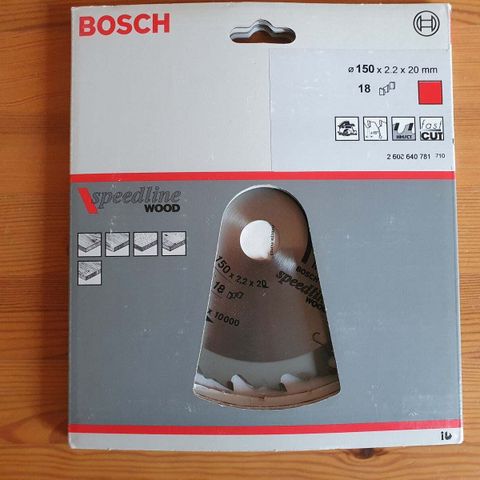 BOSCH
ø 150 x 2.2 x 20 mm
18
fast
CUT
2 608 640 781 710
speedline
WOOD
BOSCH
speedline
150 x 2.2 x 20
18
x 10000